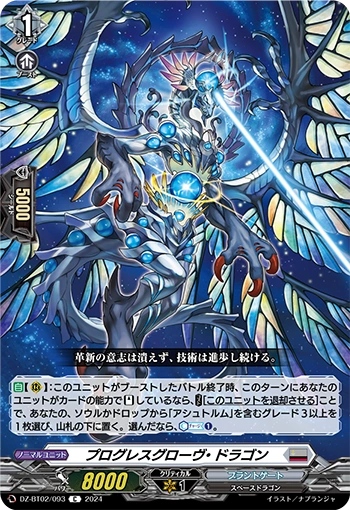 1
グレード
ブースト
5000
シールド
革新の意志は潰えず、技術は進歩し続ける。
自【R】:このユニットがブーストしたバトル終了時、このターンにあなたの
ユニットがカードの能力で【】しているなら、【このユニットを退却させる】こと
で、あなたの、ソウルかドロップから「アシュトルム」を含むグレード3以上を
1枚選び、山札の下に置く。選んだなら、【1】。
ノーマルユニット
プログレスグローヴ・ドラゴン
パワー
8000
クリティカル
1
ブラントゲート
スペースドラゴン
DZ-BT02/093 C 2024
イラスト/ナブランジャ